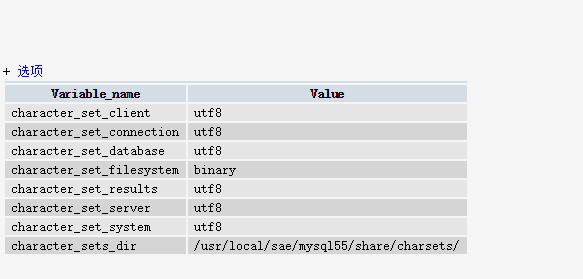 + 选项
Variable_name Value
character_set_client utf8
character_set_connection utf8
character_set_database utf8
character_set_filesystem binary
character_set_results utf8
character_set_server utf8
character_set_system utf8
character_sets_dir /usr/local/sae/mysql55/share/charsets/